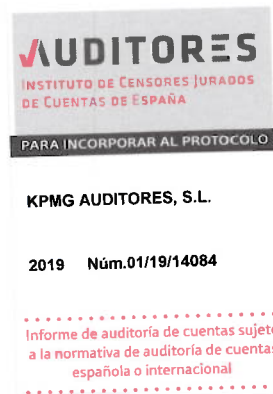 AUDITORES
INSTITUTO DE CENSORES JURADOS
DE CUENTAS DE ESPAÑA
PARA INCORPORAR AL PROTOCOLO
KPMG AUDITORES, S.L.
2019 Núm.01/19/14084
Informe de auditoría de cuentas sujeto
a la normativa de auditoría de cuentas
española o internacional